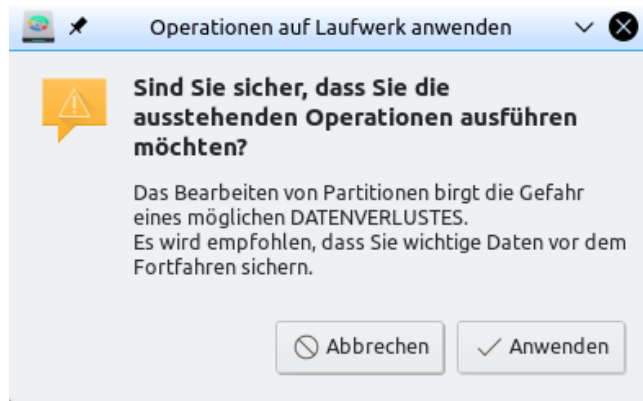 Operationen auf Laufwerk anwenden
Sind Sie sicher, dass Sie die
ausstehenden Operationen ausführen
möchten?
Das Bearbeiten von Partitionen birgt die Gefahr
eines möglichen DATENVERLUSTES.
Es wird empfohlen, dass Sie wichtige Daten vor dem
Fortfahren sichern.
Abbrechen
Anwenden